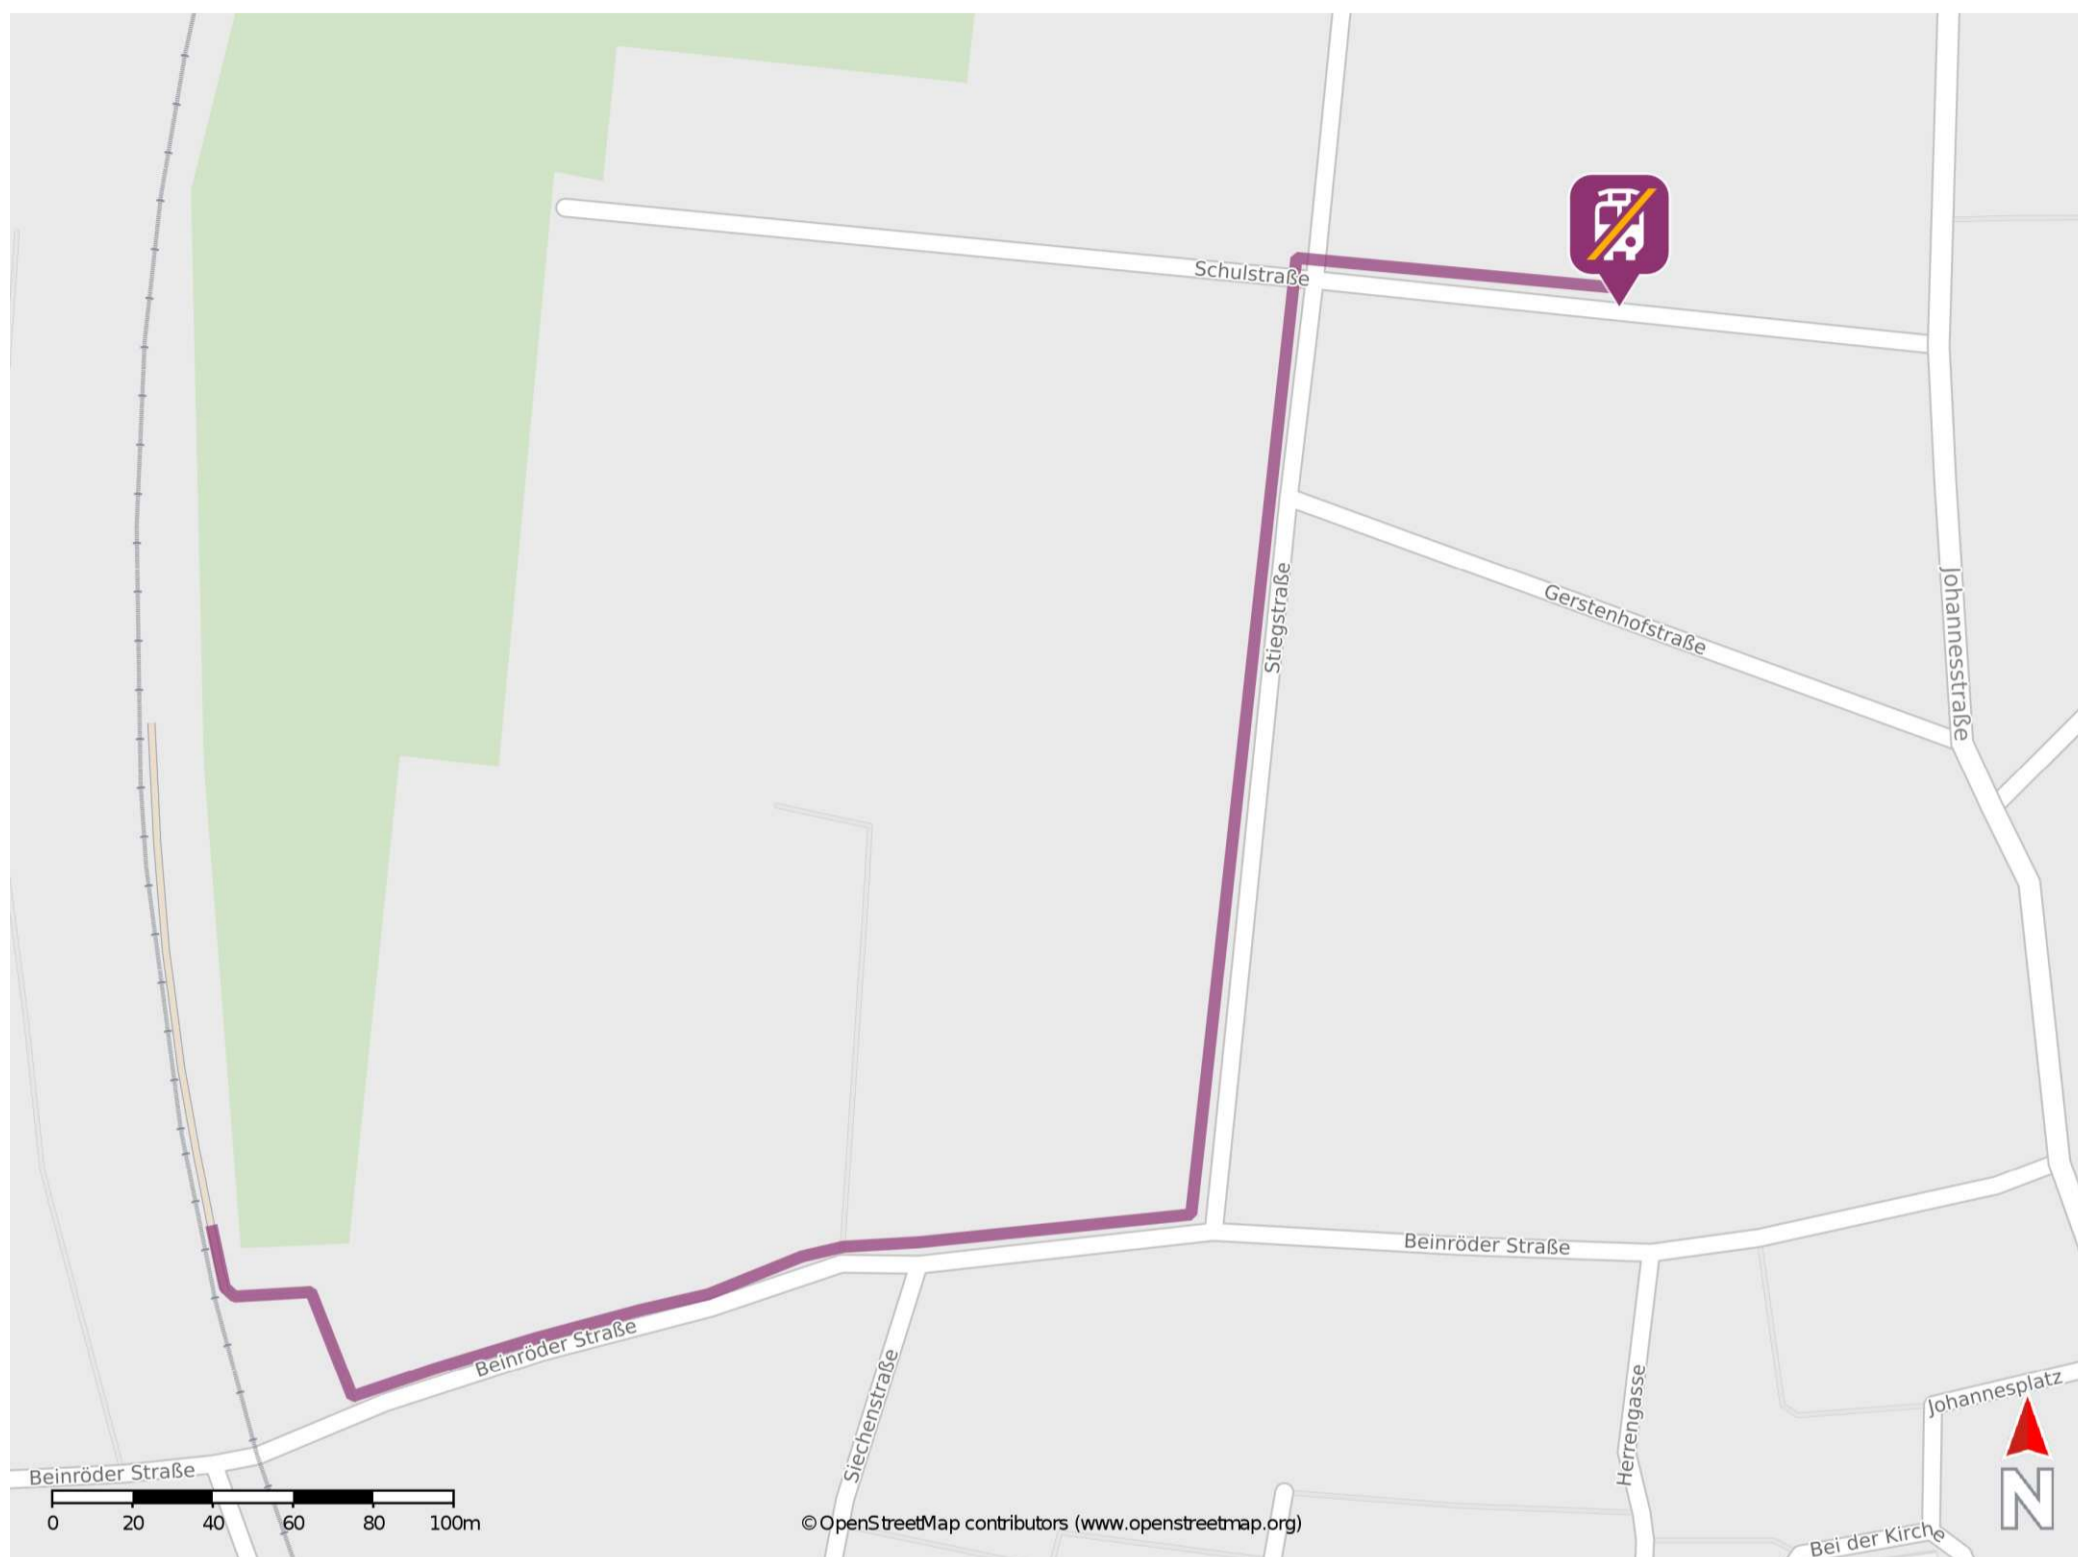 Schulstraße
Stiegstraße
Gerstenhofstraße
Johannesstraße
Beinröder Straße
Beinröder Straße
Siechenstraße
Herrengasse
Johannesplatz
Beinröder Straße
0 20 40 60 80 100m
©OpenStreetMap contributors (www.openstreetmap.org)
N
Bei der Kirche